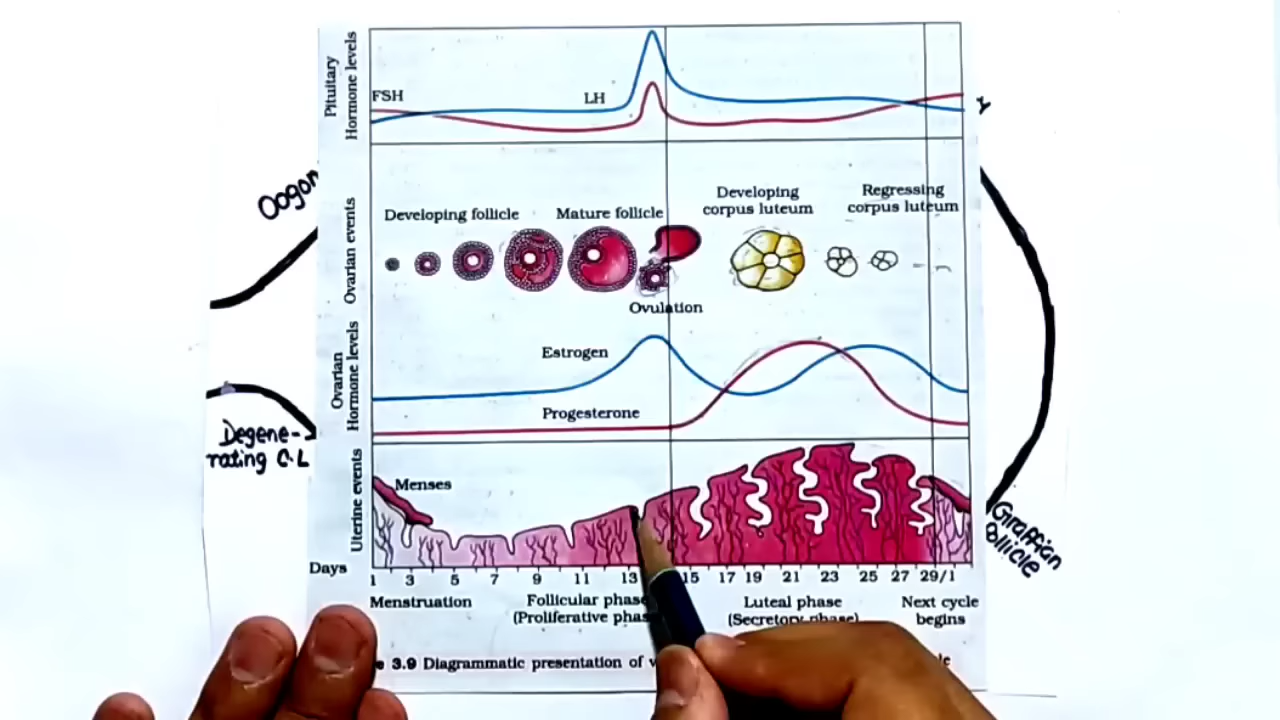 Pituitary
Hormone levels
FSH
LH
Ovarian events
Developing follicle
Mature follicle
Developing
corpus luteum
Regressing
corpus luteum
Ovulation
Ovarian
Hormone levels
Estrogen
Progesterone
Uterine events
Menses
Days
1 3 5 7 9 11 13 15 17 19 21 23 25 27 29/1
Menstruation
Follicular phase
(Proliferative phas
Luteal phase
(Secretory phase)
Next cycle
begins
3.9 Diagrammatic presentation of v
Oogon
Degene-
rating C.L
Graffian
follicle